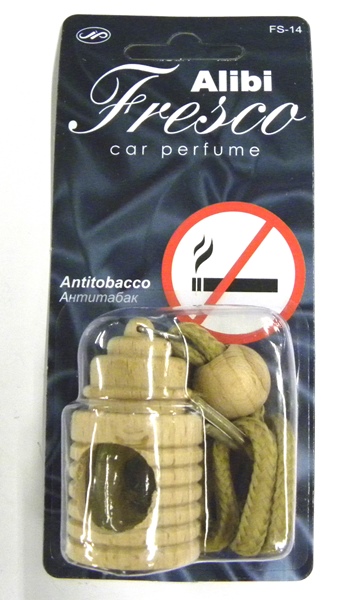 FS-14
Alibi
Fresco
car perfume
Antitobacco
Антитабак